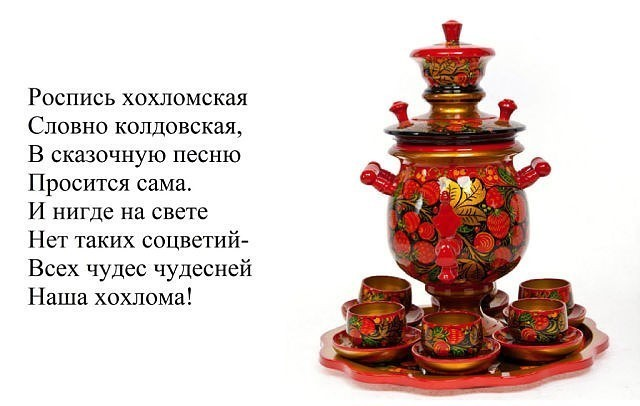 Роспись хохломская
Словно колдовская,
В сказочную песню
Просится сама.
И нигде на свете
Нет таких соцветий-
Всех чудес чудесней
Наша хохлома!